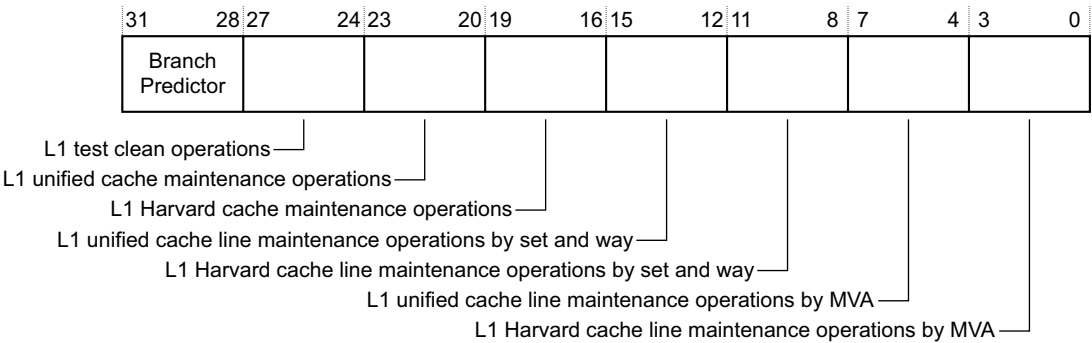 31 28 27 24 23 20 19 16 15 12 11 8 7 4 3 0
Branch
Predictor
L1 test clean operations
L1 unified cache maintenance operations
L1 Harvard cache maintenance operations
L1 unified cache line maintenance operations by set and way
L1 Harvard cache line maintenance operations by set and way
L1 unified cache line maintenance operations by MVA
L1 Harvard cache line maintenance operations by MVA